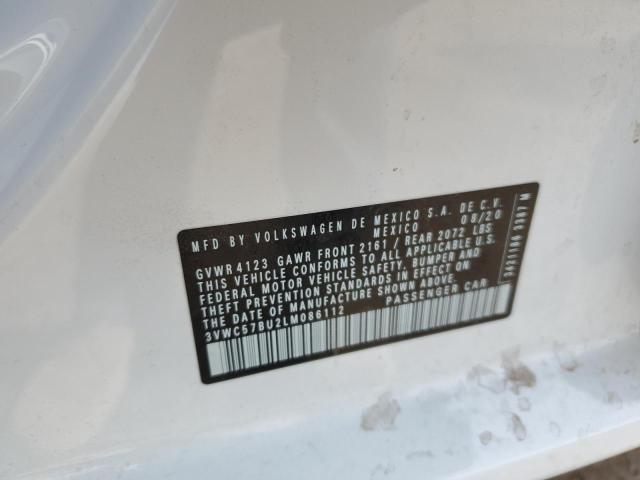 MFD BY VOLKSWAGEN DE MEXICO S.A. DE C.V.
MEXICO 08/20
GVWR 4123 GAWR FRONT 2161 / REAR 2072 LBS
THIS VEHICLE CONFORMS TO ALL APPLICABLE U.S.
FEDERAL MOTOR VEHICLE SAFETY, BUMPER AND
THEFT PREVENTION STANDARDS IN EFFECT ON
THE DATE OF MANUFACTURE
3VWC57BU2LM086112 PASSENGER CAR